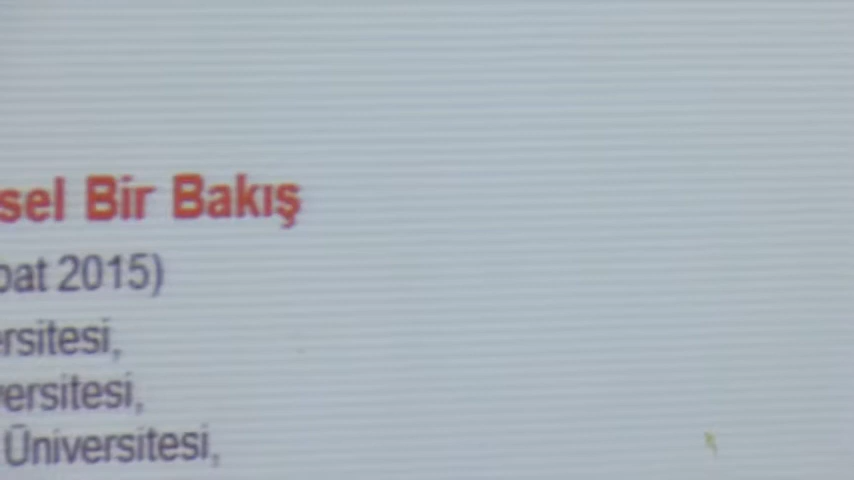 sel Bir Bakış
bat 2015)
ersitesi,
versitesi,
Üniversitesi,